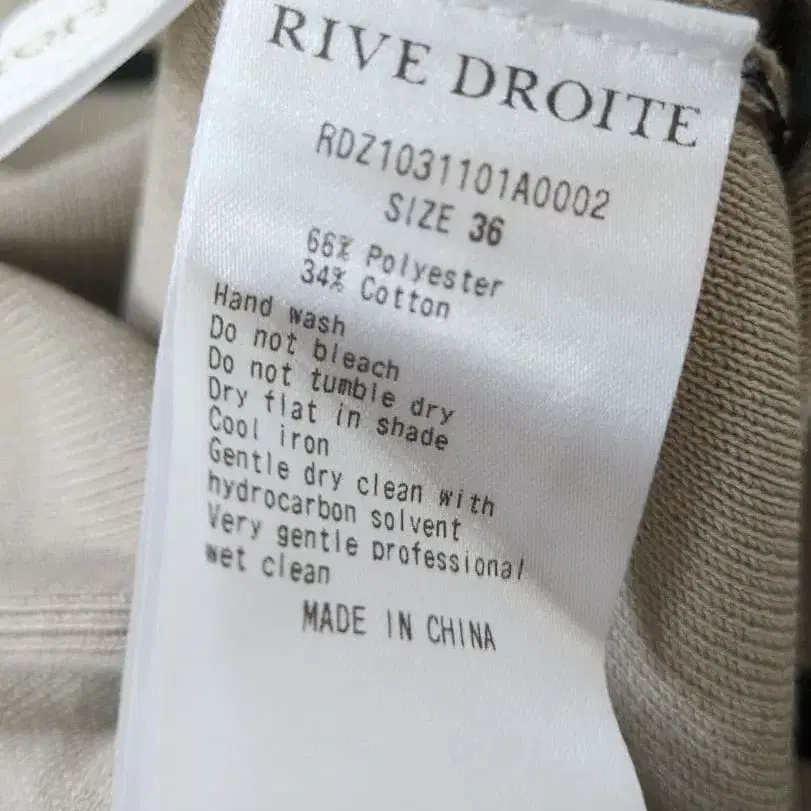 RIVE DROITE
RDZ1031101A0002
SIZE 36
66% Polyester
34% Cotton
Hand wash
Do not bleach
Do not tumble dry
Dry flat in shade
Cool iron
Gentle dry clean with
hydrocarbon solvent
Very gentle professional
wet clean
MADE IN CHINA